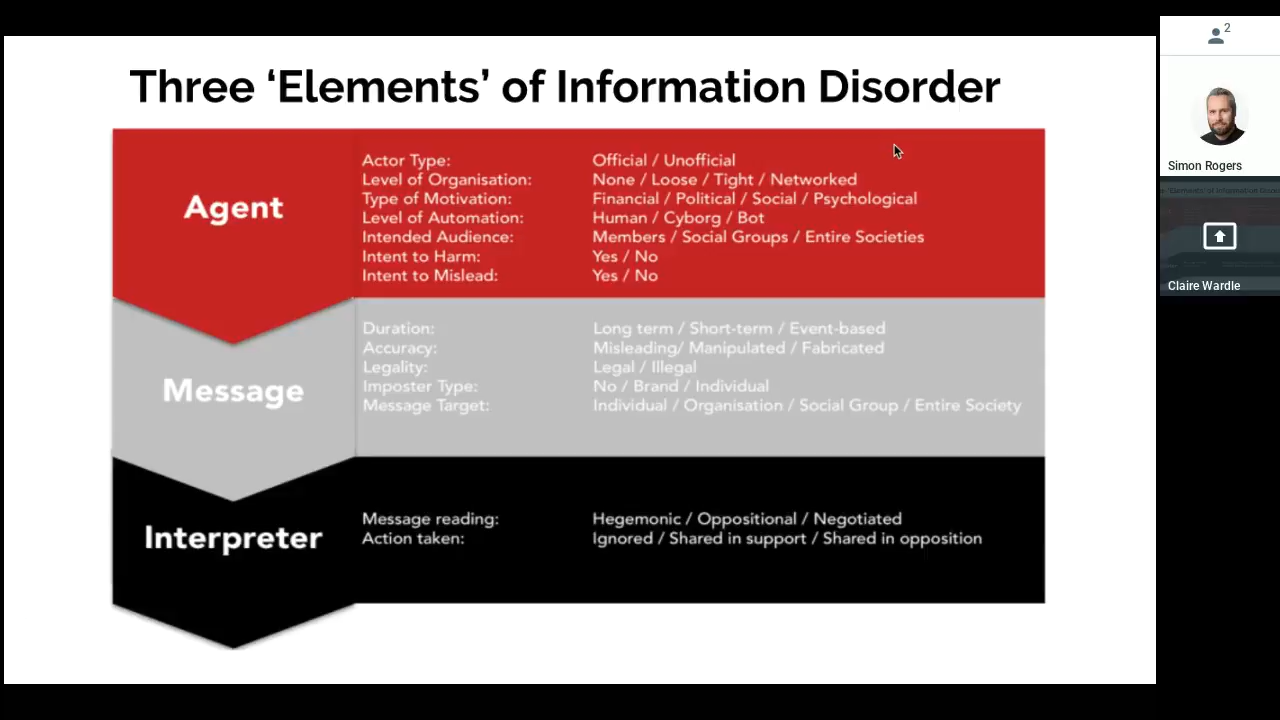 Three ‘Elements’ of Information Disorder
Agent
Actor Type: Official / Unofficial
Level of Organisation: None / Loose / Tight / Networked
Type of Motivation: Financial / Political / Social / Psychological
Level of Automation: Human / Cyborg / Bot
Intended Audience: Members / Social Groups / Entire Societies
Intent to Harm: Yes / No
Intent to Mislead: Yes / No
Message
Duration: Long term / Short-term / Event-based
Accuracy: Misleading/ Manipulated / Fabricated
Legality: Legal / Illegal
Imposter Type: No / Brand / Individual
Message Target: Individual / Organisation / Social Group / Entire Society
Interpreter
Message reading: Hegemonic / Oppositional / Negotiated
Action taken: Ignored / Shared in support / Shared in opposition
2
Simon Rogers
Claire Wardle